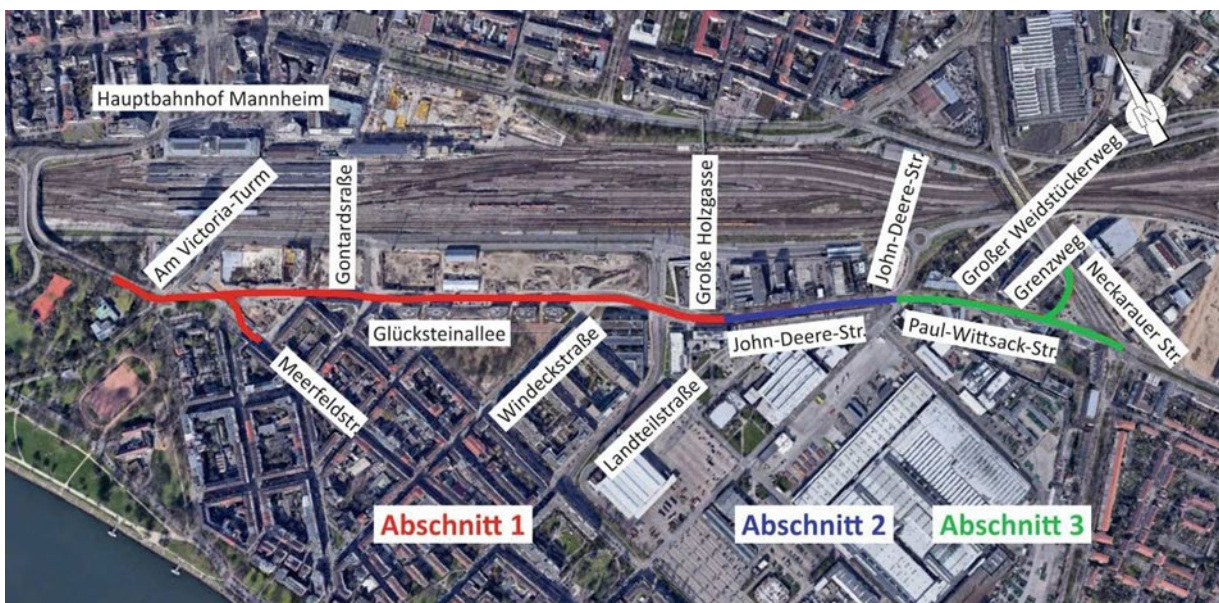 Hauptbahnhof Mannheim
Am Victoria-Turm
Gontardsraße
Große Holzgasse
John-Deere-Str.
Großer Weidstückerweg
N
Grenzweg
Neckarauer Str.
Glücksteinallee
Meerfeldstr.
Windeckstraße
Landteilstraße
John-Deere-Str.
Paul-Wittsack-Str.
Abschnitt 1
Abschnitt 2
Abschnitt 3